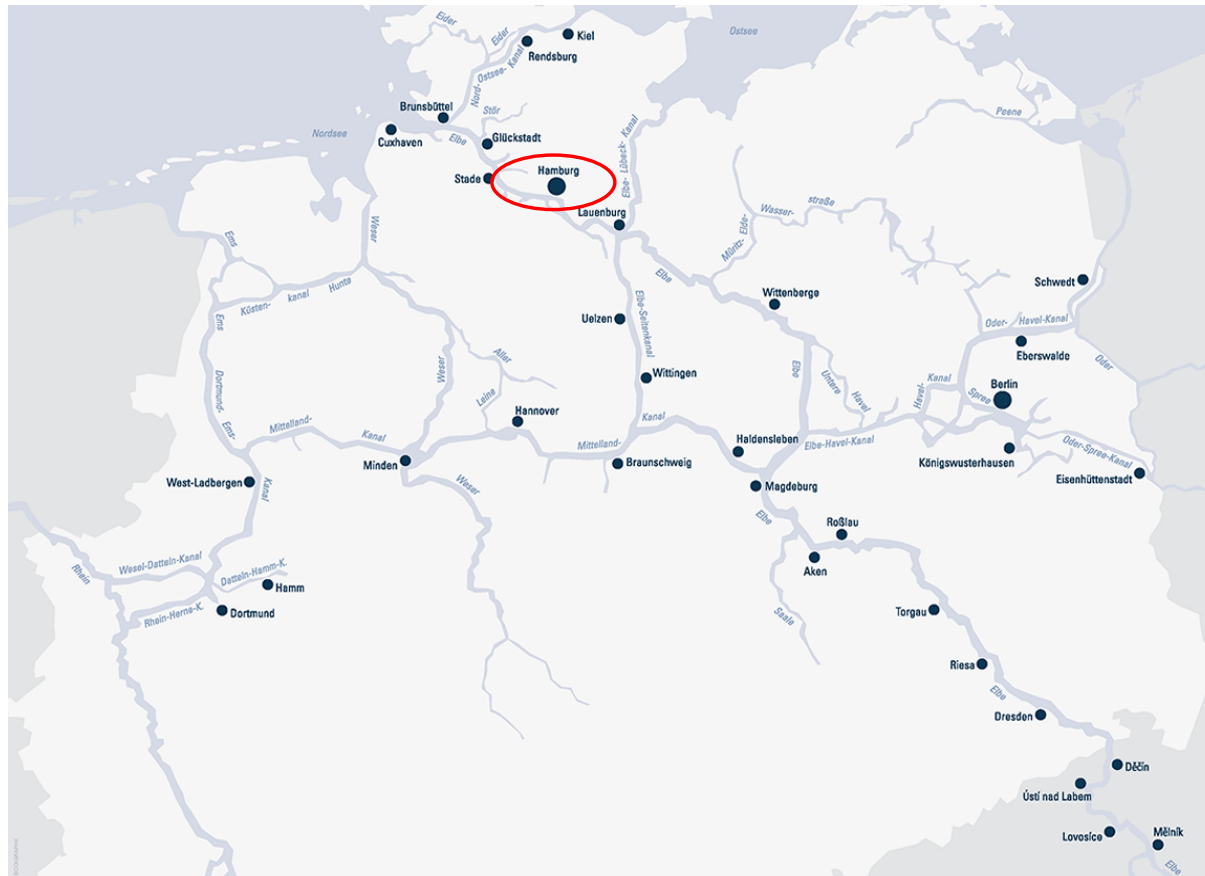 Eider
Eider
Kiel
Ostsee
Rendsburg
Nord-Ostsee-Kanal
Brunsbüttel
Stör
Peene
Nordsee
Cuxhaven
Elbe
Glückstadt
Elbe-Lübeck-Kanal
Hamburg
Stade
Lauenburg
Müritz-Elde-
Wasser-
straße
Weser
Ems
Elbe
Schwedt
Küsten-
kanal
Hunte
Wittenberge
Uelzen
Elbe-Seitenkanal
Oder-
Havel-Kanal
Ems
Eberswalde
Oder
Aller
Weser
Elbe
Untere
Havel
Havel-
Kanal
Berlin
Spree
Wittingen
Leine
Dortmund-
Ems-
Hannover
Mittelland-
Kanal
Kanal
Mittelland-
Haldensleben
Elbe-Havel-Kanal
Oder-Spree-Kanal
Minden
Braunschweig
Königswusterhausen
West-Ladbergen
Kanal
Weser
Magdeburg
Eisenhüttenstadt
Elbe
Roßlau
Rhein
Wesel-Datteln-Kanal
Aken
Datteln-Hamm-K.
Hamm
Rhein-Herne-K.
Dortmund
Saale
Torgau
Riesa
Elbe
Dresden
Děčín
Ústí nad Labem
Lovosíce
Mělník
Elbe